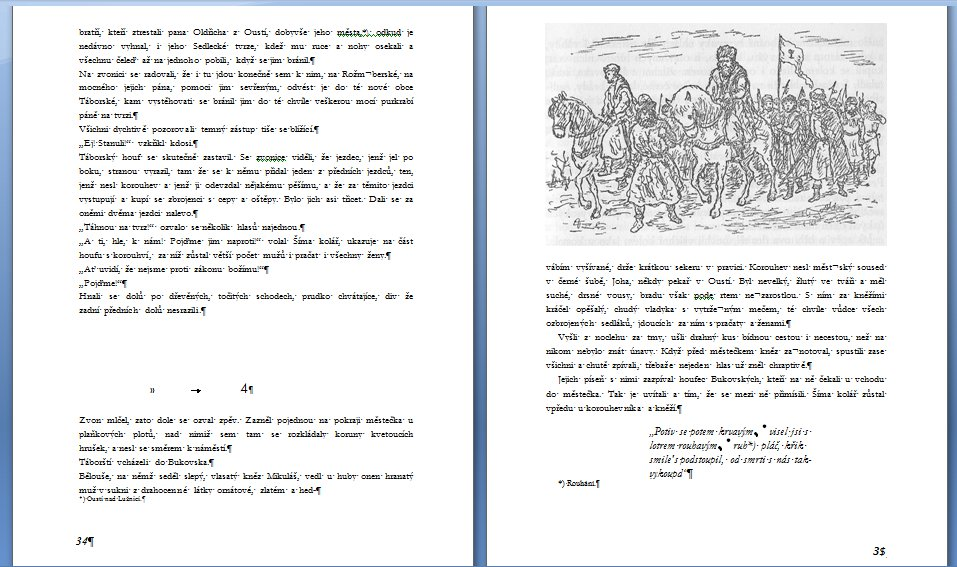 bratří, kteří ztrestali pana Oldřicha z Oustí, dobyvše jeho města,*) odkud je
nedávno vyhnal, i jeho Sedlecké tvrze, kdež mu ruce a nohy osekali a
všechnu čeleď až na jednoho pobili, když se jim bránil.¶
Na zvonici se radovali, že i tu jdou konečně sem k nim, na Rožm¬berské, na
mocného jejich pána, pomoci jim sevřeným, odvést je do té nové obce
Táborské, kam vystěhovati se bránil jim do té chvíle veškerou mocí purkrabí
páně na tvrzi.¶
Všichni dychtivě pozorovali temný zástup tiše se blížící.¶
„Ej! Stanuli!“ vzkřikl kdosi.¶
Táborský houf se skutečně zastavil. Se zvonice viděli, že jezdec, jenž jel po
boku, stranou vyrazil, tam že se k němu přidal jeden z předních jezdců, ten,
jenž nesl korouhev a jenž ji odevzdal nějakému pěšímu, a že za těmito jezdci
vystupují a kupí se zbrojenci s cepy a oštěpy. Bylo jich asi třicet. Dali se za
oněmi dvěma jezdci nalevo.¶
„Táhnou na tvrz!“ ozvalo se několik hlasů najednou.¶
„A ti, hle, k nám! Pojďme jim naproti!“ volal Šíma kolář, ukazuje na část
houfu s korouhví, za níž zůstal větší počet mužů i pračat i všechny ženy.¶
„Ať uvidí, že nejsme proti zákonu božímu!“¶
„Pojďme!“¶
Hnali se dolů po dřevěných, točitých schodech, prudko chvátajíce, div že
zadní předních dolů nesrazili.¶
» → 4¶
Zvon mlčel, zato dole se ozval zpěv. Zazněl pojednou na pokraji městečka u
plaňkových plotů, nad nimiž sem tam se rozkládaly koruny kvetoucích
hrušek, a nesl se směrem k náměstí.¶
Táborští vcházeli do Bukovska.¶
Bělouše, na němž seděl slepý, vlasatý kněz Mikuláš, vedl u huby onen hranatý
muž v sukni z drahocenné látky ornátové, zlatém a hed-¶
*) Oustí nad Lužnicí.¶
34¶
vábím vyšívané, drže krátkou sekeru v pravici. Korouhev nesl měst¬ský soused
v černé šubě, Joha, někdy pekař v Oustí. Byl nevelký, žlutý ve tváři a měl
suché, drsné vousy, bradu však pode rtem ne¬zarostlou. S ním za kněžími
kráčel opěšalý, chudý vladyka s vytrže¬ným mečem, té chvíle vůdce všech
ozbrojených sedláků, jdoucích za ním s pračaty a ženami.¶
Vyšli z noclehu za tmy, ušli drahný kus bídnou cestou i necestou, než na
nikom nebylo znát únavy. Když před městečkem kněz za¬notoval, spustili zase
všichni a chutě zpívali, třebaže nejeden hlas už zněl chraptivě.¶
Jejich píseň s nimi zazpíval houfec Bukovských, kteří na ně čekali u vchodu
do městečka. Tak je uvítali a tím, že se mezi ně přimísili. Šíma kolář zůstal
vpředu u korouhevníka a kněží.¶
„Potiv se potem krvavým, • visel jsi s
lotrem rouhavým, • ruh*) pláč, křik
smile's podstoupil, od smrti s nás tak-
vykoupd“¶
*) Rouhání.¶
3$